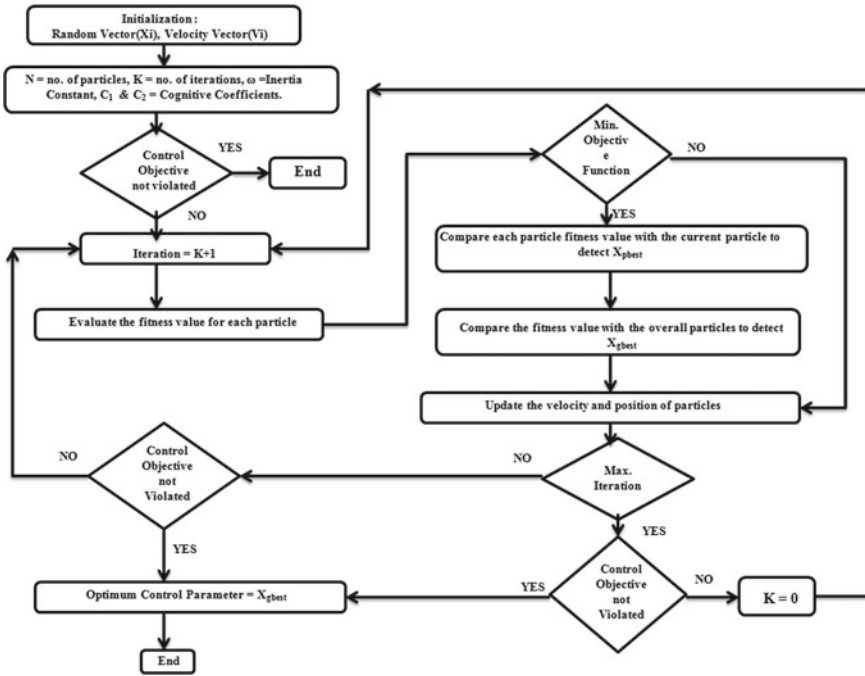 Initialization :
Random Vector(Xi), Velocity Vector(Vi)
N = no. of particles, K = no. of iterations, ω =Inertia
Constant, C1 & C2 = Cognitive Coefficients.
Control
Objective
not violated
YES
End
NO
Iteration = K+1
Evaluate the fitness value for each particle
Min.
Objectiv
e
Function
NO
YES
Compare each particle fitness value with the current particle to
detect Xpbest
Compare the fitness value with the overall particles to detect
Xgbest
Update the velocity and position of particles
Max.
Iteration
NO
YES
Control
Objective
not
Violated
NO
YES
Control
Objective
not
Violated
YES
NO
K = 0
Optimum Control Parameter = Xgbest
End